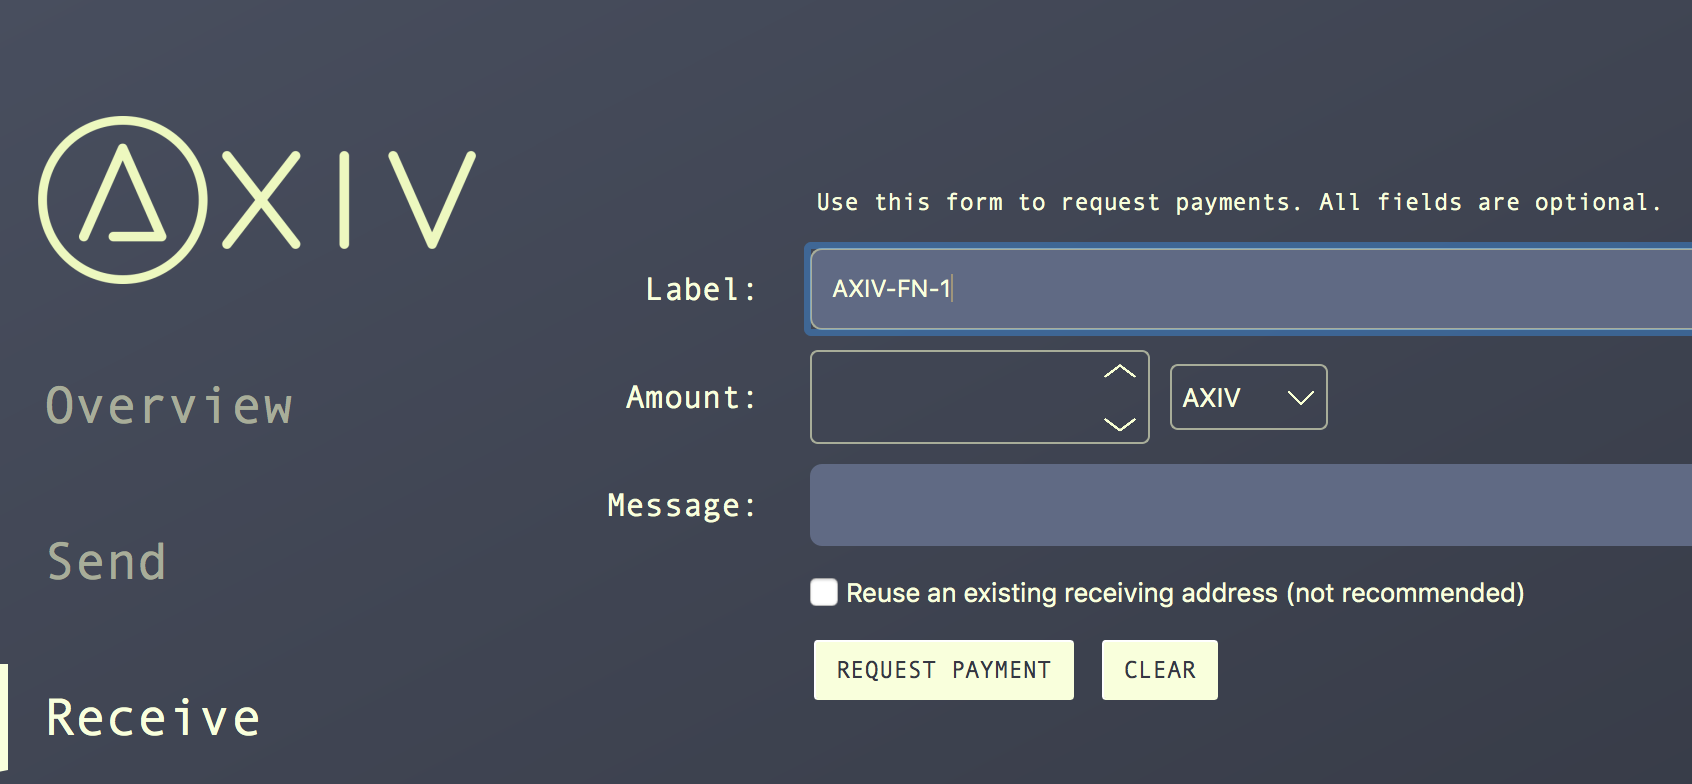 AXIV
Use this form to request payments. All fields are optional.
Label: AXIV-FN-1
Amount: AXIV
Message:
Reuse an existing receiving address (not recommended)
REQUEST PAYMENT CLEAR
Overview
Send
Receive